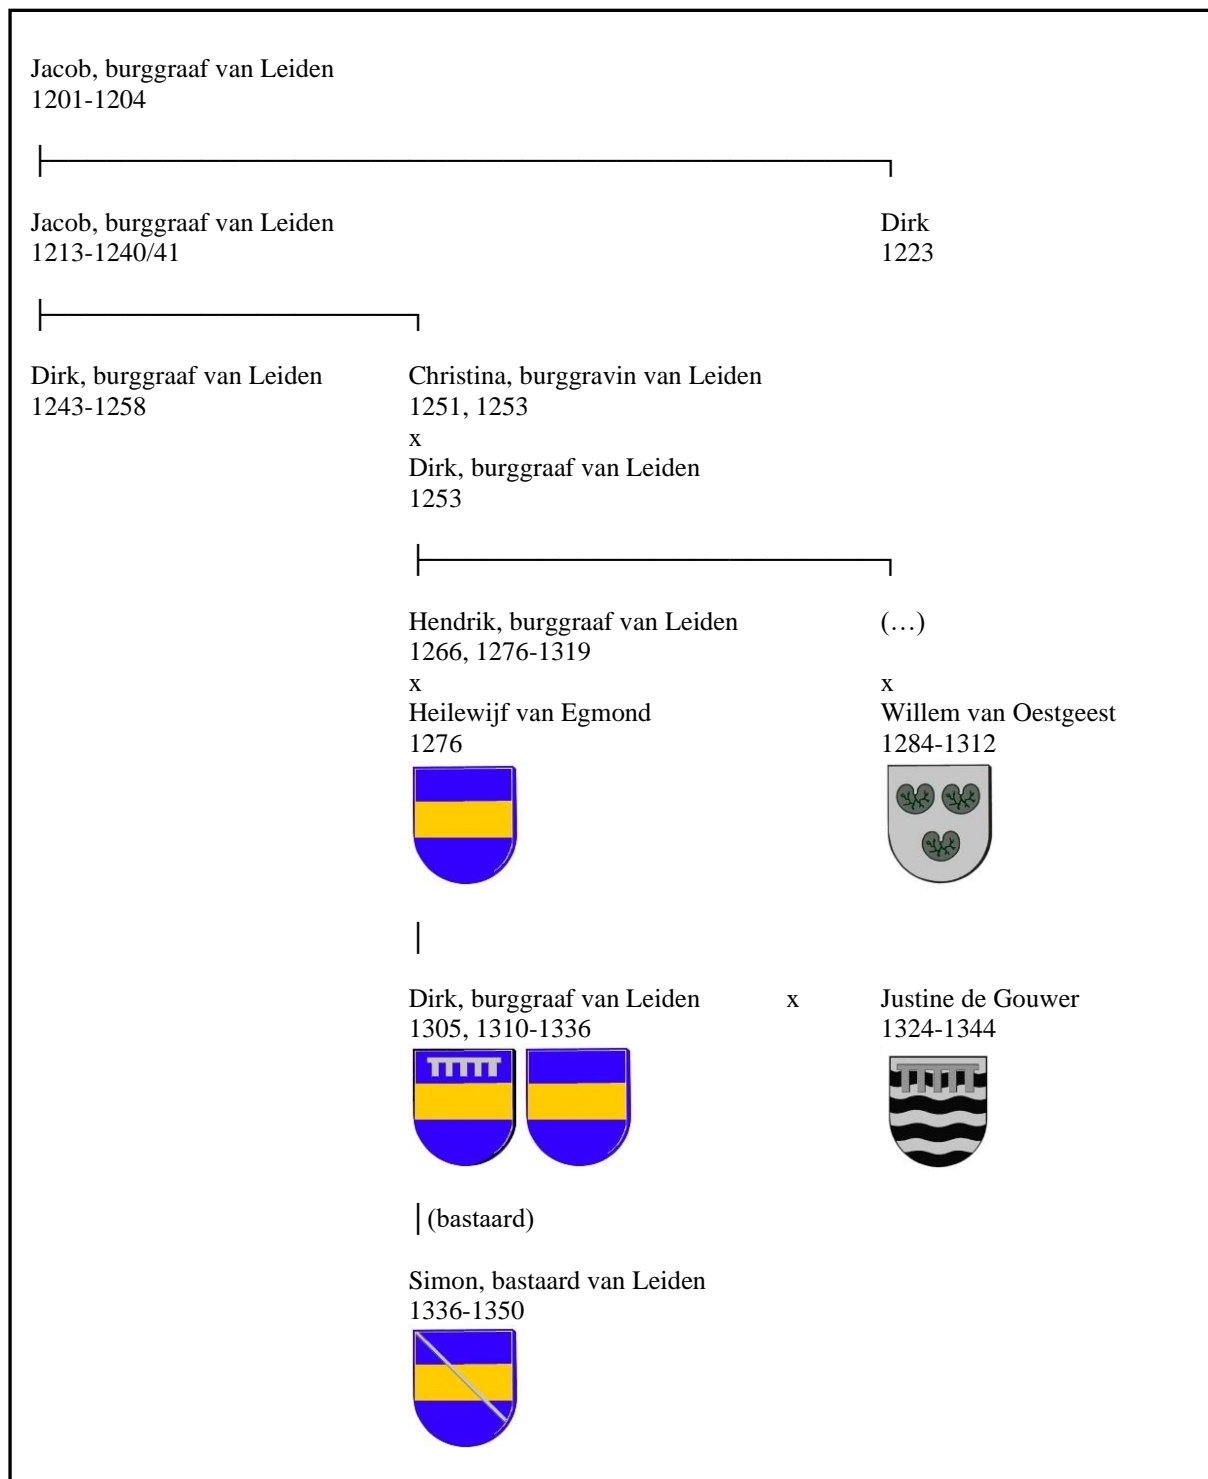 Jacob, burggraaf van Leiden
1201-1204
Jacob, burggraaf van Leiden
1213-1240/41
Dirk
1223
Dirk, burggraaf van Leiden
1243-1258
Christina, burggravin van Leiden
1251, 1253
x
Dirk, burggraaf van Leiden
1253
Hendrik, burggraaf van Leiden
1266, 1276-1319
x
Heilewijf van Egmond
1276
(…)
x
Willem van Oestgeest
1284-1312
Dirk, burggraaf van Leiden
1305, 1310-1336
x
Justine de Gouwer
1324-1344
(bastaard)
Simon, bastaard van Leiden
1336-1350